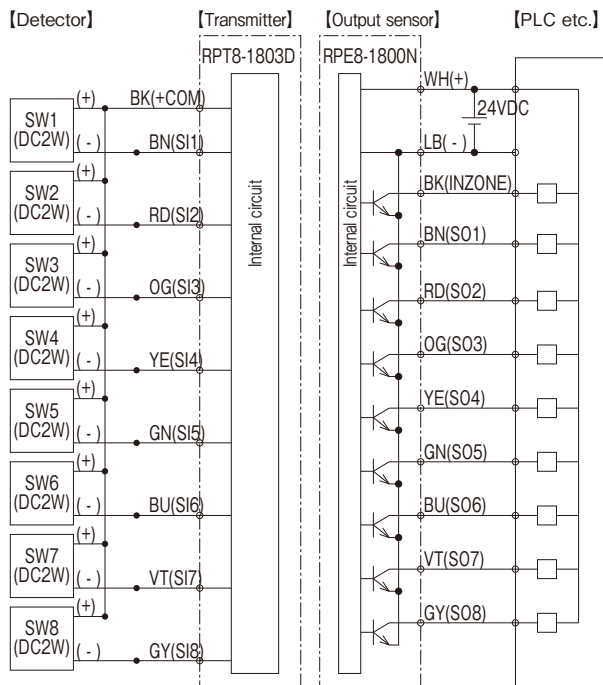 【Detector】
【Transmitter】
【Output sensor】
【PLC etc.】
RPT8-1803D
RPE8-1800N
SW1
(DC2W)
(+)
(-)
BK(+COM)
BN(SI1)
SW2
(DC2W)
(+)
(-)
RD(SI2)
SW3
(DC2W)
(+)
(-)
OG(SI3)
SW4
(DC2W)
(+)
(-)
YE(SI4)
SW5
(DC2W)
(+)
(-)
GN(SI5)
SW6
(DC2W)
(+)
(-)
BU(SI6)
SW7
(DC2W)
(+)
(-)
VT(SI7)
SW8
(DC2W)
(+)
(-)
GY(SI8)
Internal circuit
Internal circuit
WH(+)
24VDC
LB(-)
BK(INZONE)
BN(SO1)
RD(SO2)
OG(SO3)
YE(SO4)
GN(SO5)
BU(SO6)
VT(SO7)
GY(SO8)